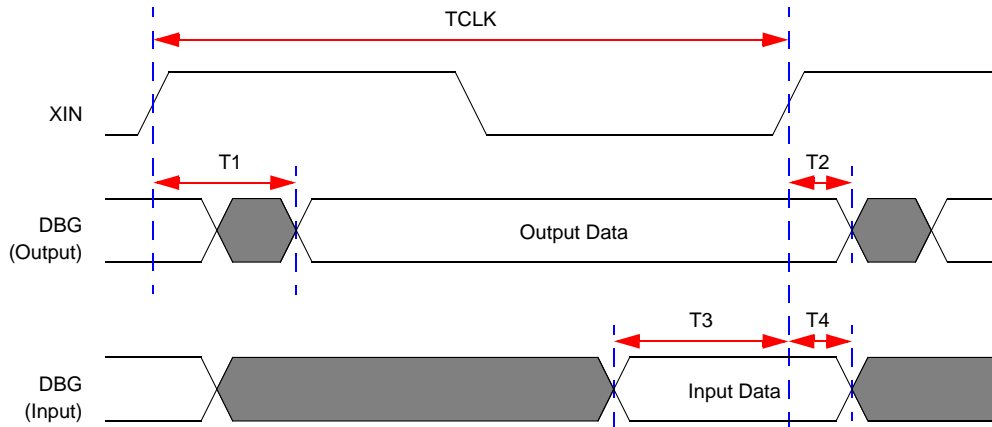 TCLK
XIN
T1
T2
DBG
(Output)
Output Data
T3
T4
DBG
(Input)
Input Data